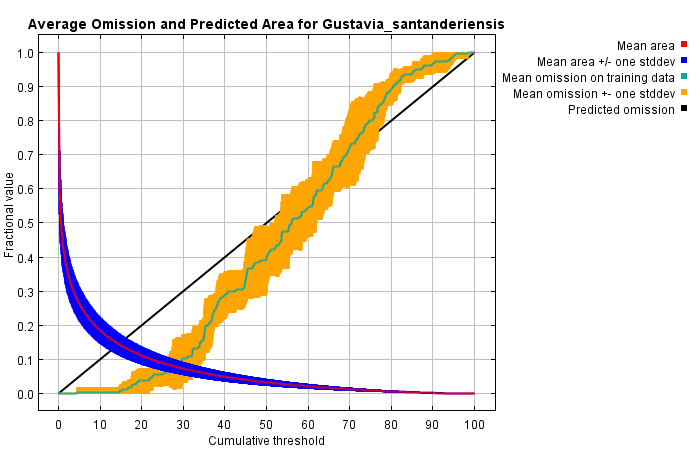 Average Omission and Predicted Area for Gustavia_santanderiensis
Mean area
Mean area +/- one stddev
Mean omission on training data
Mean omission +- one stddev
Predicted omission
Fractional value
1.0
0.9
0.8
0.7
0.6
0.5
0.4
0.3
0.2
0.1
0.0
0 10 20 30 40 50 60 70 80 90 100
Cumulative threshold